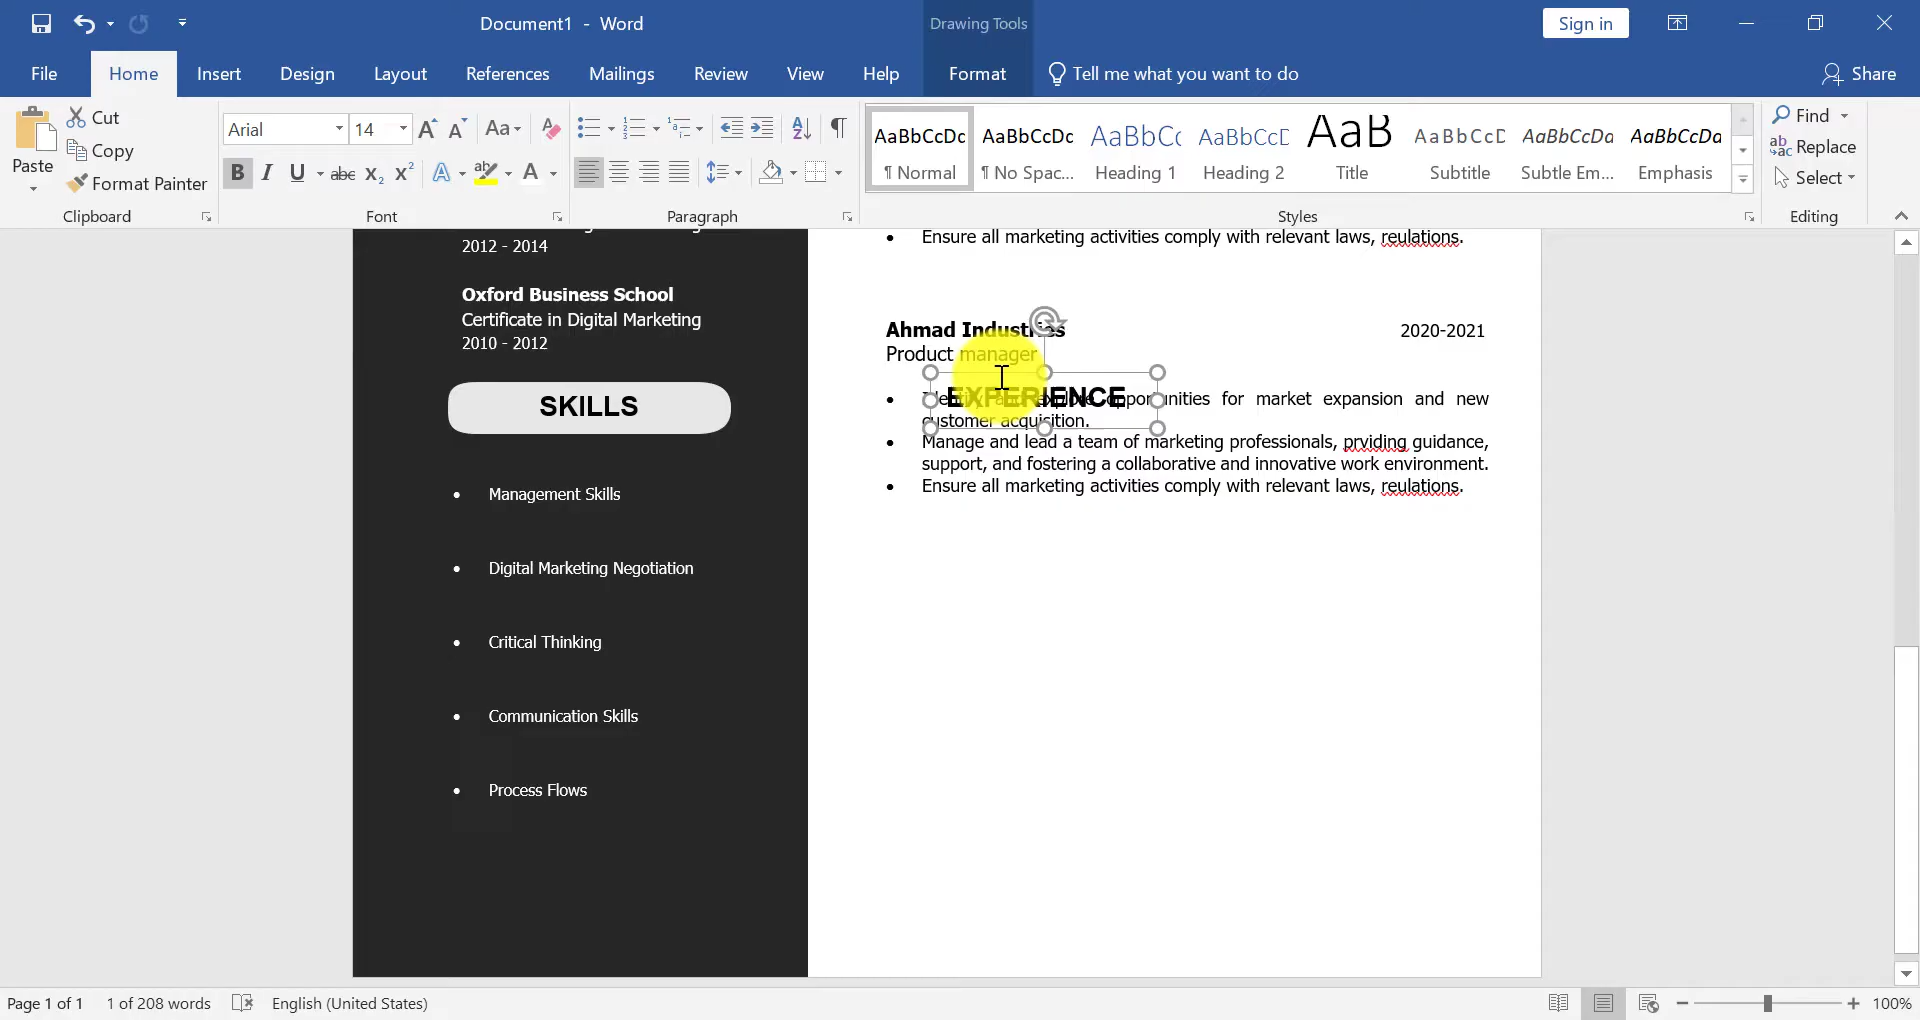 Document1 - Word
Drawing Tools
Sign in
File
Home
Insert
Design
Layout
References
Mailings
Review
View
Help
Format
Tell me what you want to do
Share
Paste
Cut
Copy
Format Painter
Clipboard
Arial
14
Font
Paragraph
AaBbCcDc
¶ Normal
AaBbCcDc
¶ No Spac...
AaBbCc
Heading 1
AaBbCcD
Heading 2
AaB
Title
AaBbCcD
Subtitle
AaBbCcDa
Subtle Em...
AaBbCcDa
Emphasis
Styles
Find
Replace
Select
Editing
2012 - 2014
Oxford Business School
Certificate in Digital Marketing
2010 - 2012
SKILLS
• Management Skills
• Digital Marketing Negotiation
• Critical Thinking
• Communication Skills
• Process Flows
• Ensure all marketing activities comply with relevant laws, reulations.
Ahmad Industries 2020-2021
Product manager
EXPERIENCE
• Identify and explore opportunities for market expansion and new
customer acquisition.
• Manage and lead a team of marketing professionals, prviding guidance,
support, and fostering a collaborative and innovative work environment.
• Ensure all marketing activities comply with relevant laws, reulations.
Page 1 of 1
1 of 208 words
English (United States)
100%